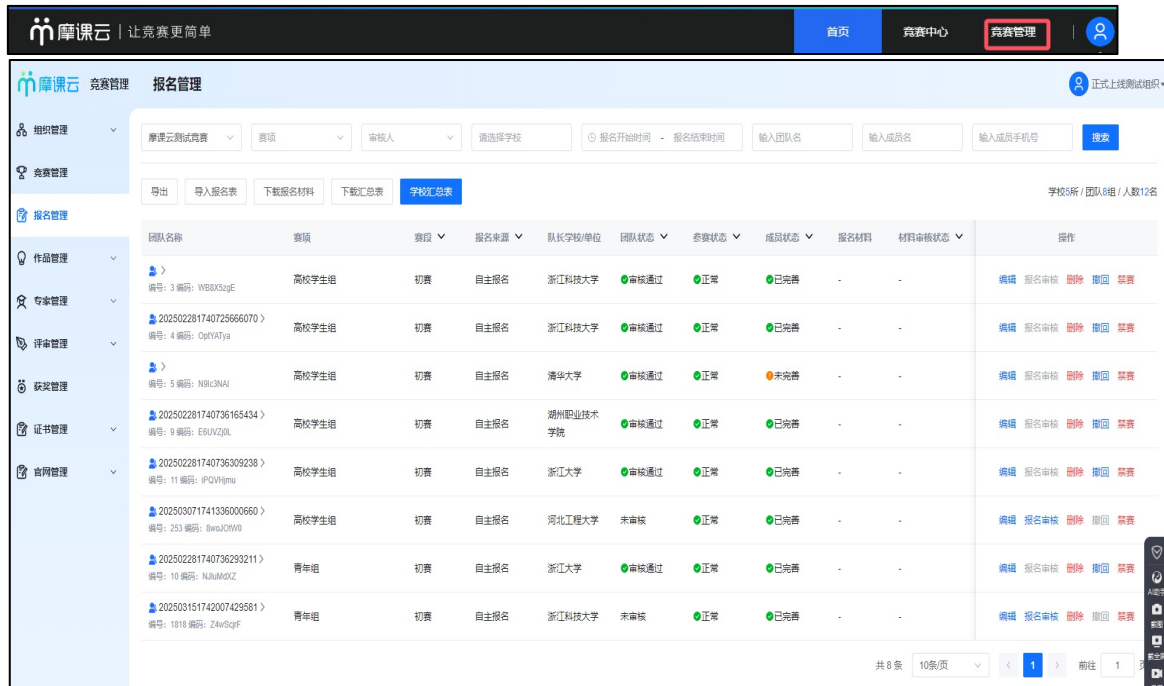 摩课云 让竞赛更简单 首页 竞赛中心 竞赛管理
摩课云 竞赛管理 报名管理 正式上线测试组织
组织管理
竞赛管理
报名管理
作品管理
专家管理
评审管理
获奖管理
证书管理
官网管理
摩课云测试竞赛 赛项 审核人 请选择学校 报名开始时间 - 报名结束时间 输入团队名 输入成员名 输入成员手机号 搜索
导出 导入报名表 下载报名材料 下载汇总表 学校汇总表 学校5所 / 团队8组 / 人数12名
团队名称 赛项 赛段 报名来源 队长学校/单位 团队状态 参赛状态 成员状态 报名材料 材料审核状态 操作
>
编号: 3 编码: WB8X5zgE 高校学生组 初赛 自主报名 浙江科技大学 审核通过 正常 已完善 - - 编辑 报名审核 删除 撤回 禁赛
202502281740725666070 >
编号: 4 编码: OptYATya 高校学生组 初赛 自主报名 浙江科技大学 审核通过 正常 已完善 - - 编辑 报名审核 删除 撤回 禁赛
>
编号: 5 编码: N9Ic3NAI 高校学生组 初赛 自主报名 清华大学 审核通过 正常 未完善 - - 编辑 报名审核 删除 撤回 禁赛
202502281740736165434 >
编号: 9 编码: E6UVZj0L 高校学生组 初赛 自主报名 湖州职业技术学院 审核通过 正常 已完善 - - 编辑 报名审核 删除 撤回 禁赛
202502281740736309238 >
编号: 11 编码: iPQVHjmu 高校学生组 初赛 自主报名 浙江大学 审核通过 正常 已完善 - - 编辑 报名审核 删除 撤回 禁赛
202503071741336000660 >
编号: 253 编码: 8woJOtW0 高校学生组 初赛 自主报名 河北工程大学 未审核 正常 已完善 - - 编辑 报名审核 删除 撤回 禁赛
202502281740736293211 >
编号: 10 编码: NJIuMdXZ 青年组 初赛 自主报名 浙江大学 审核通过 正常 已完善 - - 编辑 报名审核 删除 撤回 禁赛
202503151742007429581 >
编号: 1818 编码: Z4wScjrF 青年组 初赛 自主报名 浙江科技大学 未审核 正常 已完善 - - 编辑 报名审核 删除 撤回 禁赛
共 8 条 10条/页 < 1 > 前往 1
AI助手
截图